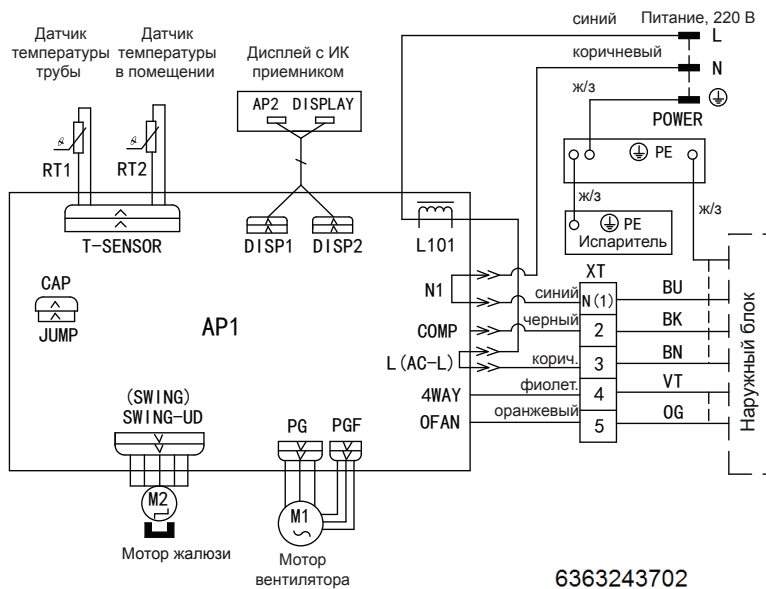 синий
Питание, 220 В
L
коричневый
N
ж/з
POWER
Датчик
температуры
трубы
Датчик
температуры
в помещении
Дисплей с ИК
приемником
AP2 DISPLAY
RT1
RT2
PE
ж/з
PE
Испаритель
ж/з
T-SENSOR
DISP1
DISP2
L101
CAP
JUMP
AP1
N1
COMP
L(AC-L)
4WAY
OFAN
XT
синий
N(1)
BU
черный
2
BK
корич.
3
BN
фиолет.
4
VT
оранжевый
5
OG
Наружный блок
(SWING)
SWING-UD
PG
PGF
M2
M1
Мотор жалюзи
Мотор
вентилятора
6363243702